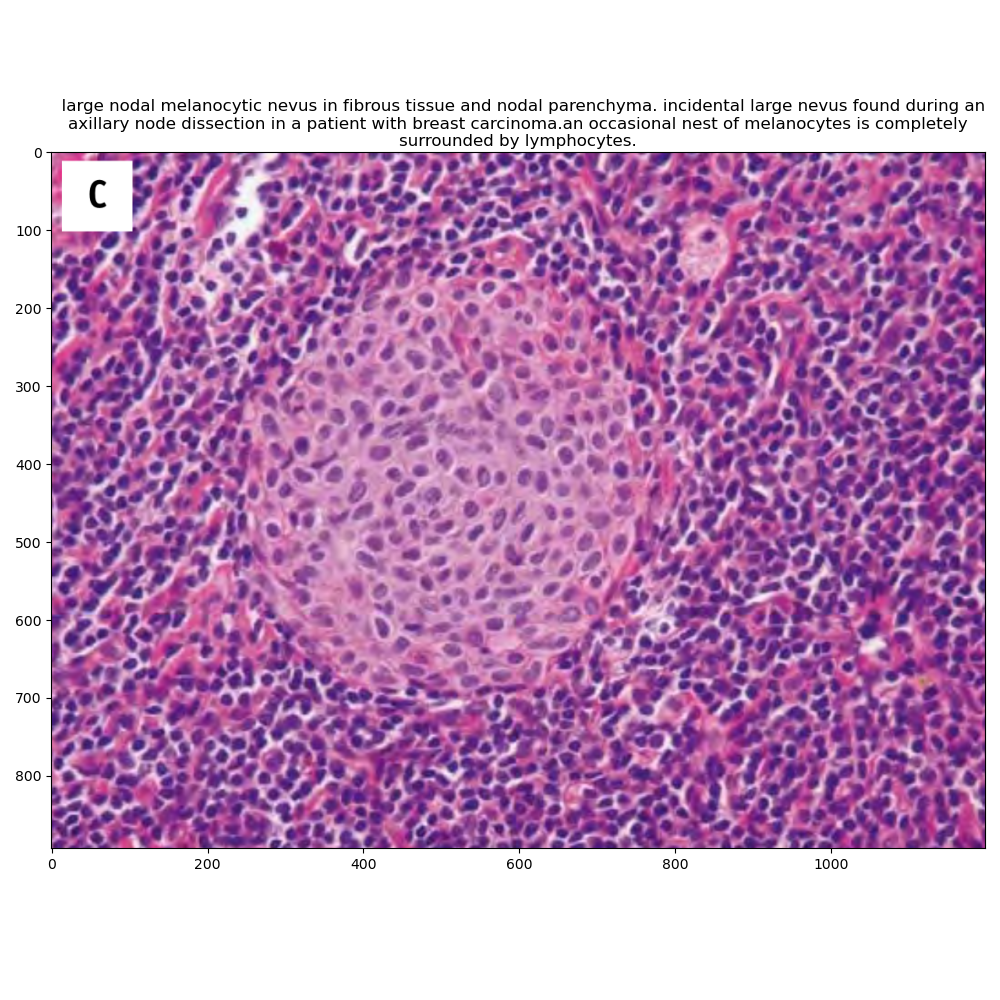 large nodal melanocytic nevus in fibrous tissue and nodal parenchyma. incidental large nevus found during an
axillary node dissection in a patient with breast carcinoma.an occasional nest of melanocytes is completely
surrounded by lymphocytes.
C
0
100
200
300
400
500
600
700
800
0 200 400 600 800 1000